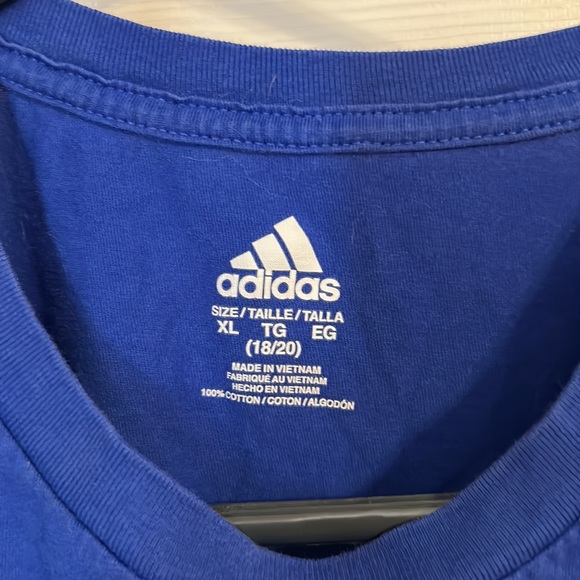 adidas
SIZE/TAILLE/TALLA
XL TG EG
(18/20)
MADE IN VIETNAM
FABRIQUÉ AU VIETNAM
HECHO EN VIETNAM
100% COTTON/COTON/ALGODÓN